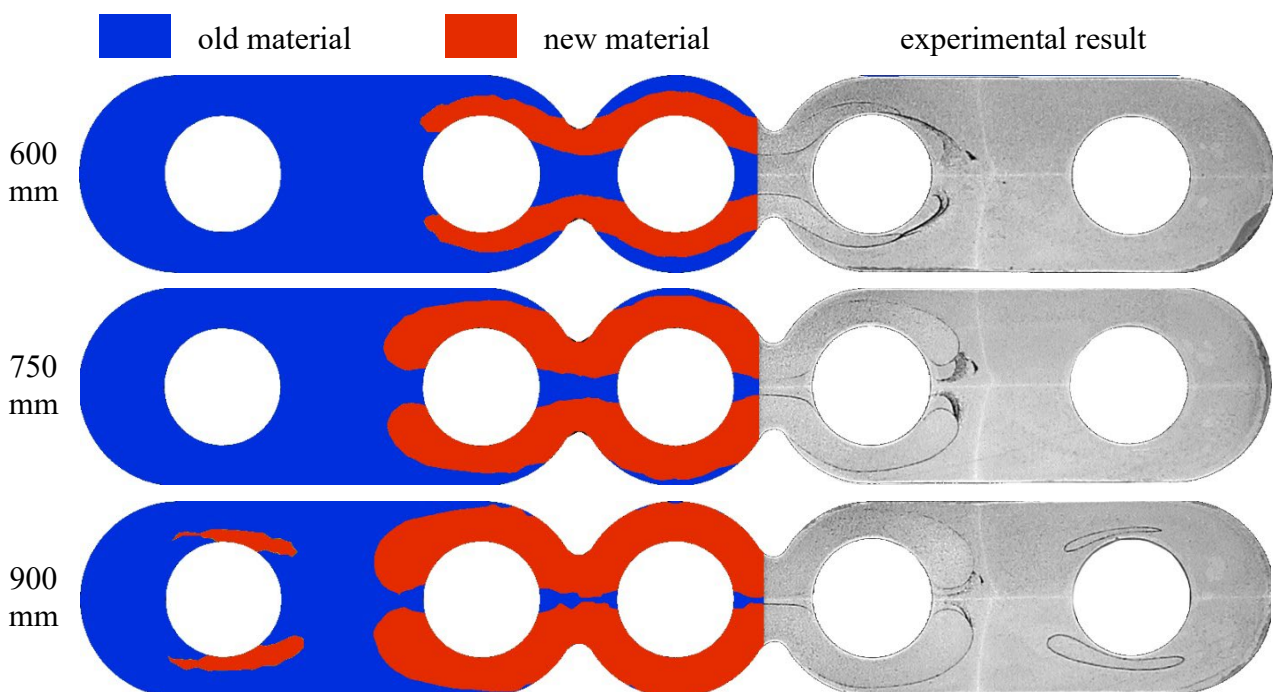 old material
new material
experimental result
600
mm
750
mm
900
mm